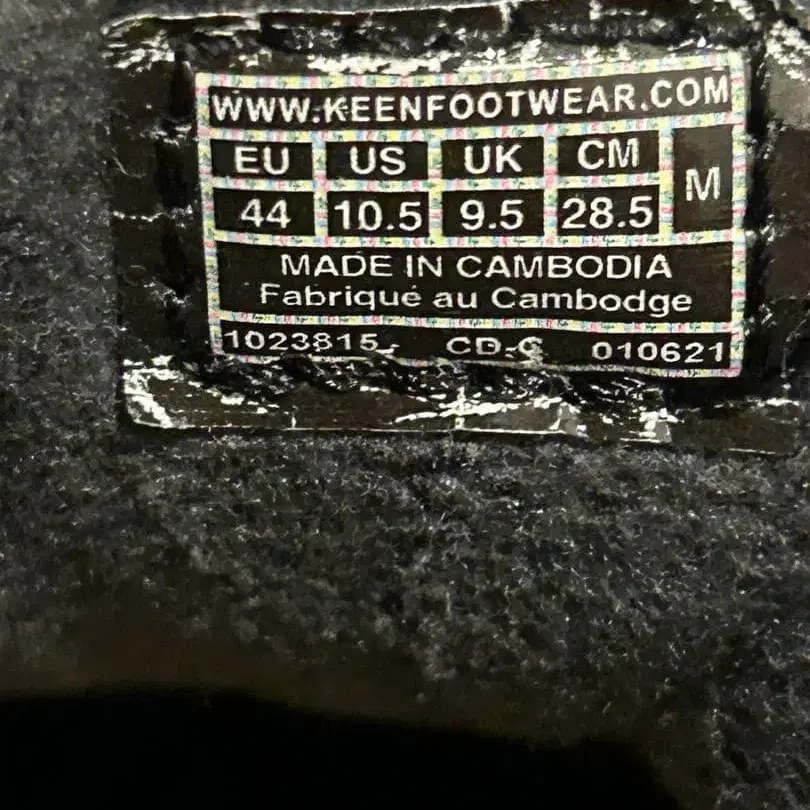 WWW.KEENFOOTWEAR.COM
EU US UK CM M
44 10.5 9.5 28.5
MADE IN CAMBODIA
Fabriqué au Cambodge
1023815 CD-C 010621